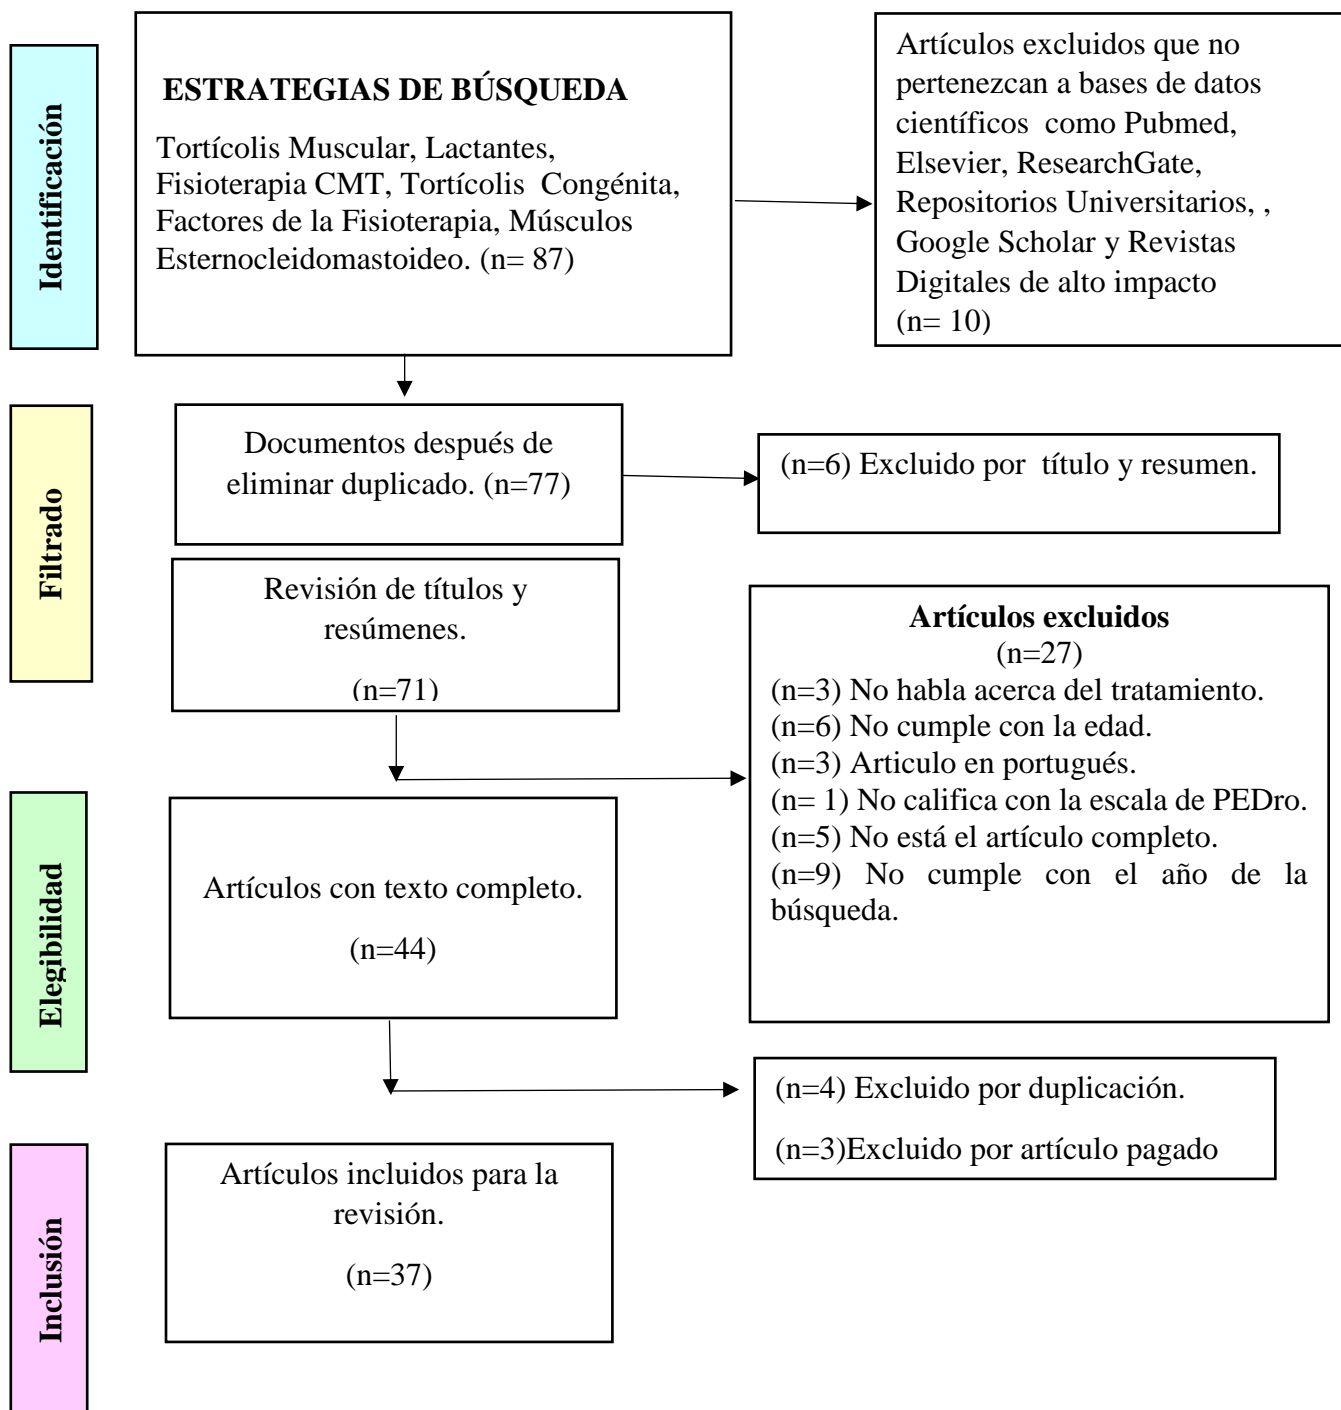 Identificación
ESTRATEGIAS DE BÚSQUEDA
Tortícolis Muscular, Lactantes,
Fisioterapia CMT, Tortícolis Congénita,
Factores de la Fisioterapia, Músculos
Esternocleidomastoideo. (n= 87)
Artículos excluidos que no
pertenezcan a bases de datos
científicos como Pubmed,
Elsevier, ResearchGate,
Repositorios Universitarios, ,
Google Scholar y Revistas
Digitales de alto impacto
(n= 10)
Filtrado
Documentos después de
eliminar duplicado. (n=77)
(n=6) Excluido por título y resumen.
Revisión de títulos y
resúmenes.
(n=71)
Artículos excluidos
(n=27)
(n=3) No habla acerca del tratamiento.
(n=6) No cumple con la edad.
(n=3) Articulo en portugués.
(n= 1) No califica con la escala de PEDro.
(n=5) No está el artículo completo.
(n=9) No cumple con el año de la
búsqueda.
Elegibilidad
Artículos con texto completo.
(n=44)
(n=4) Excluido por duplicación.
(n=3)Excluido por artículo pagado
Inclusión
Artículos incluidos para la
revisión.
(n=37)